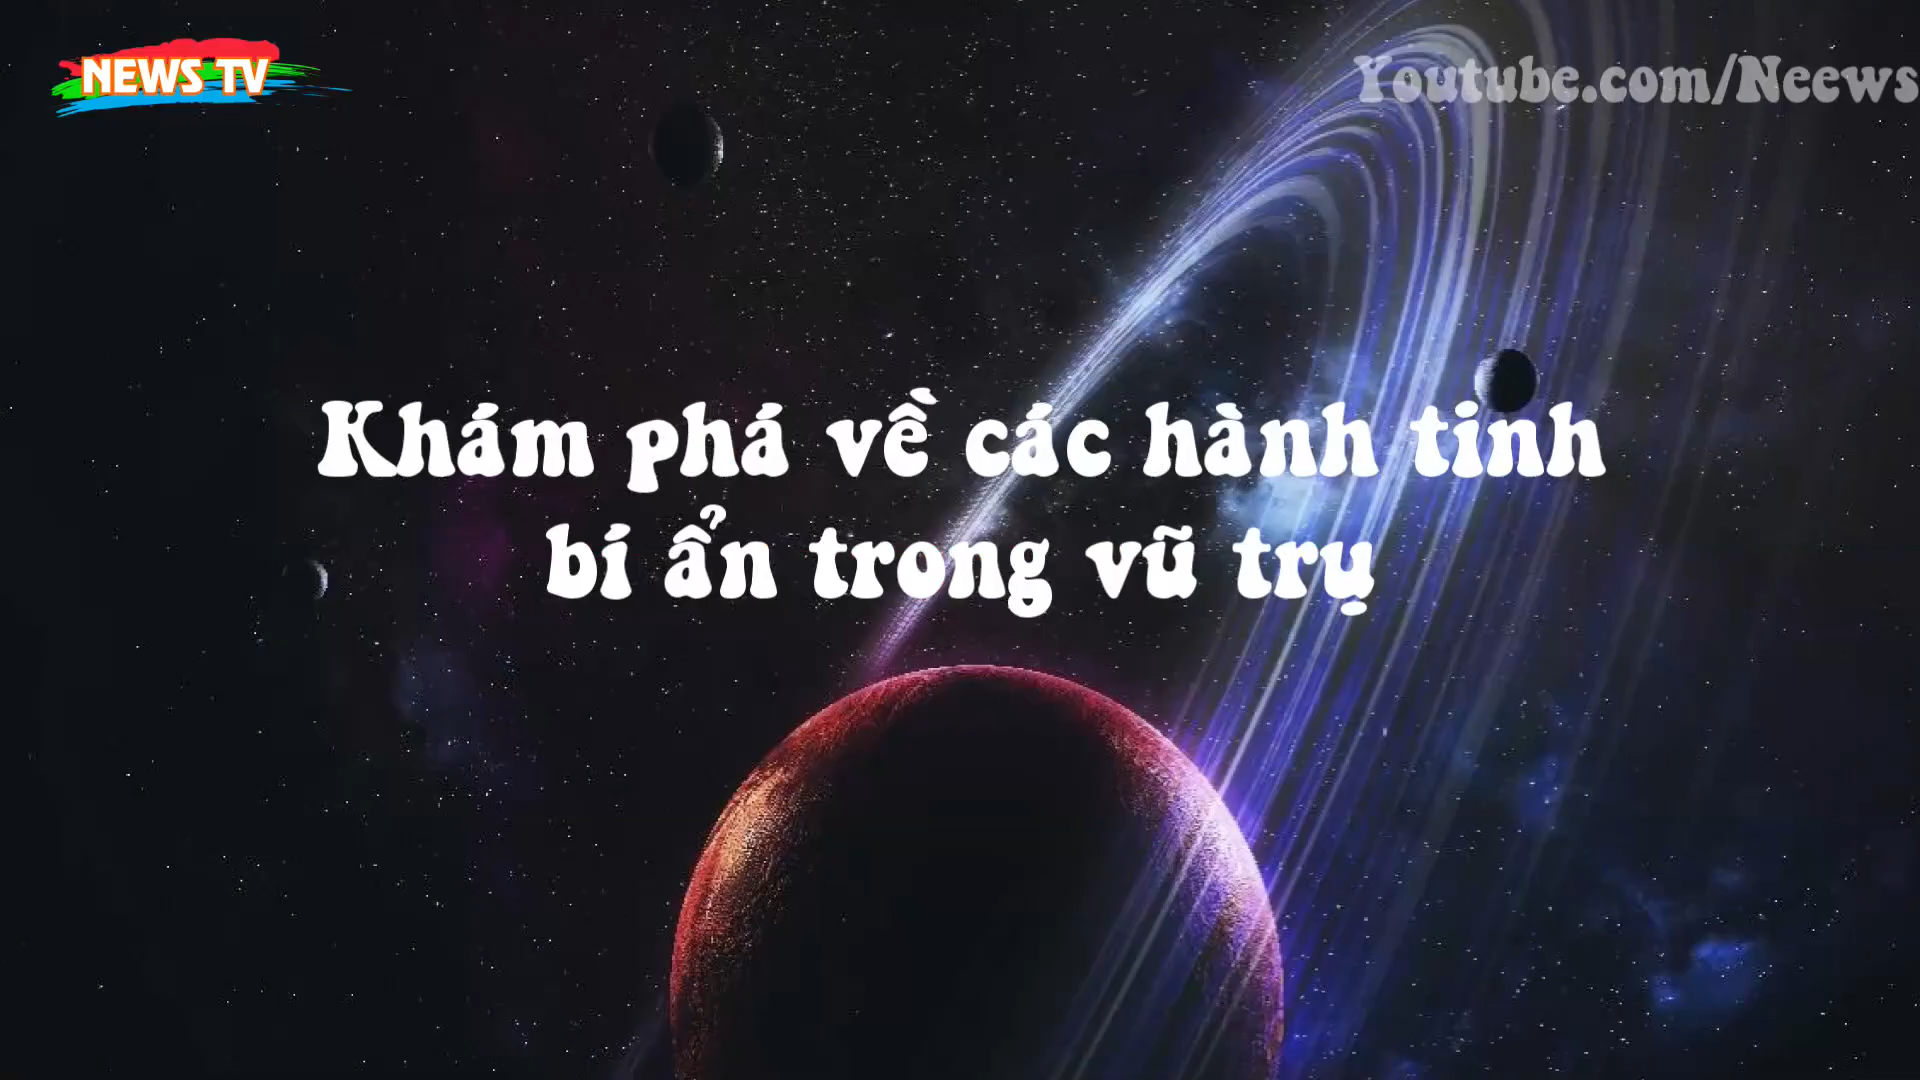 NEWS TV
Youtube.com/Neews
Khám phá về các hành tinh
bí ẩn trong vũ trụ